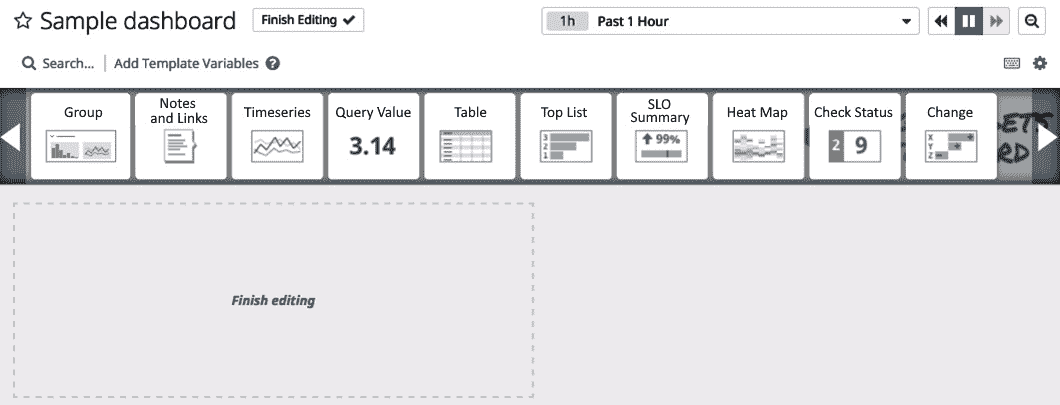 Sample dashboard
Finish Editing
1h Past 1 Hour
Search...
Add Template Variables
Group
Notes
and Links
Timeseries
Query Value
3.14
Table
Top List
3
2
1
SLO
Summary
99%
Heat Map
Check Status
2 9
Change
X
Y
Z
Finish editing